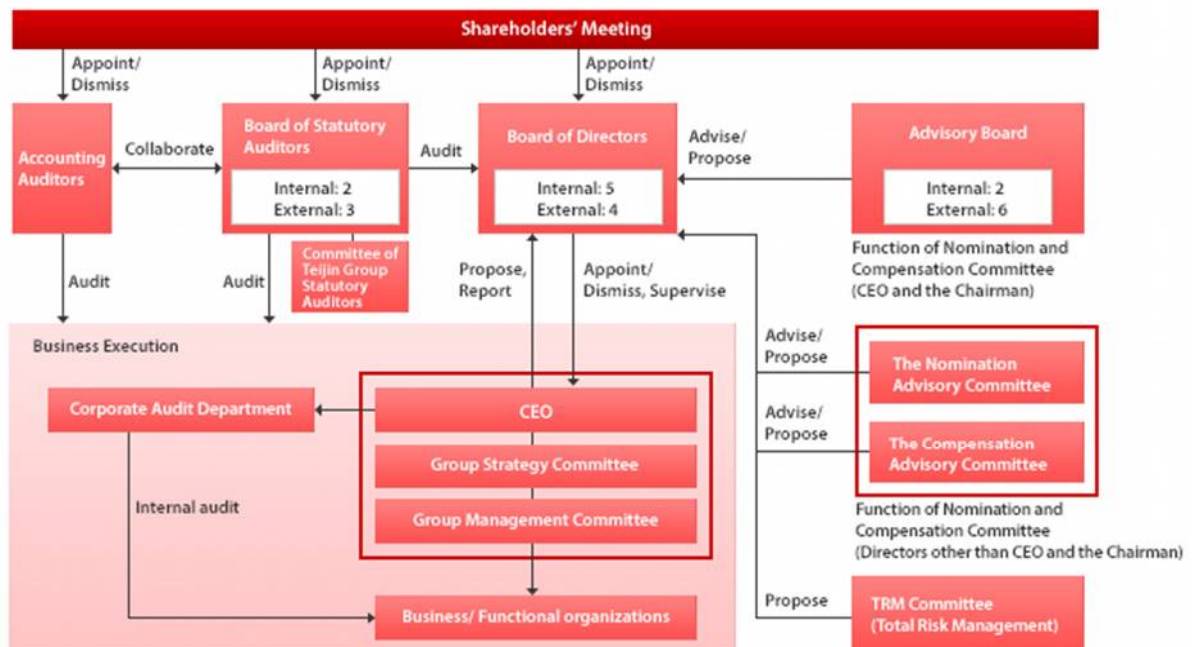 Shareholders' Meeting
Appoint/
Dismiss
Appoint/
Dismiss
Appoint/
Dismiss
Accounting
Auditors
Collaborate
Board of Statutory
Auditors
Internal: 2
External: 3
Audit
Board of Directors
Internal: 5
External: 4
Advise/
Propose
Advisory Board
Internal: 2
External: 6
Function of Nomination and
Compensation Committee
(CEO and the Chairman)
Committee of
Teijin Group
Statutory
Auditors
Audit
Audit
Propose,
Report
Appoint/
Dismiss, Supervise
Business Execution
Corporate Audit Department
CEO
Group Strategy Committee
Group Management Committee
Internal audit
Business/ Functional organizations
Advise/
Propose
The Nomination
Advisory Committee
Advise/
Propose
The Compensation
Advisory Committee
Function of Nomination and
Compensation Committee
(Directors other than CEO and the Chairman)
Propose
TRM Committee
(Total Risk Management)